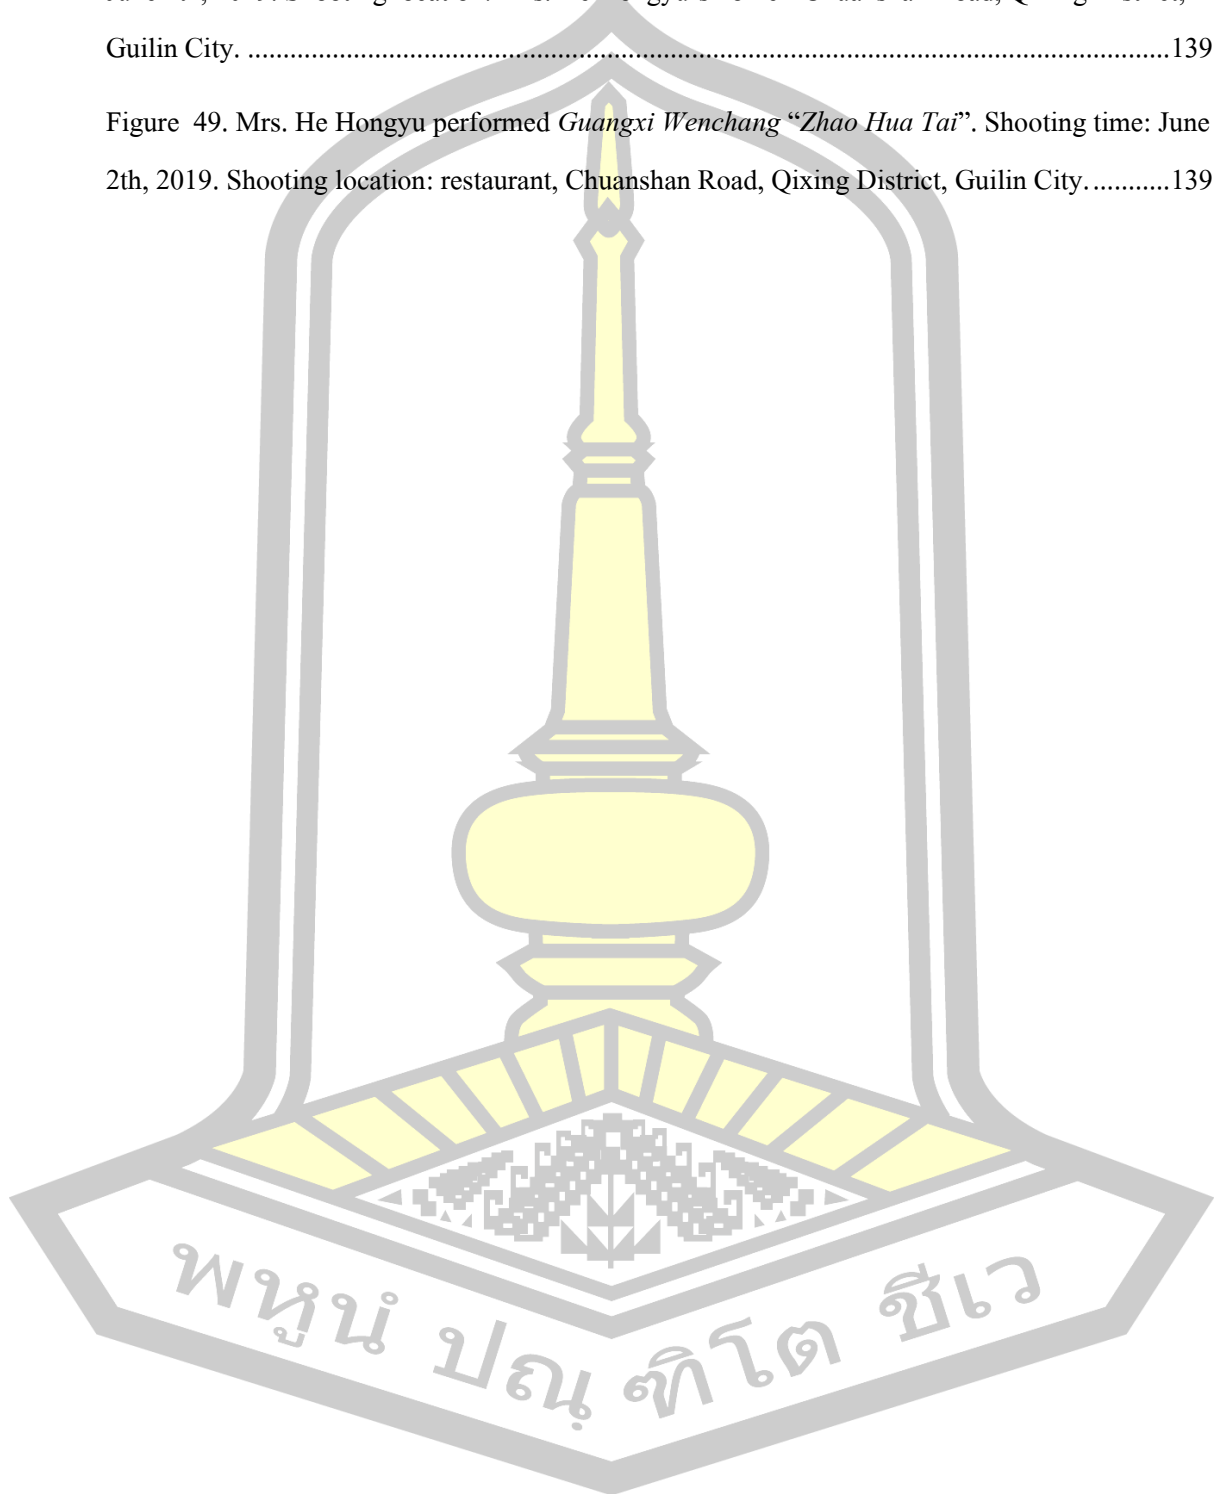 Guilin City. ....................................................................................................................................139
Figure 49. Mrs. He Hongyu performed Guangxi Wenchang “Zhao Hua Tai”. Shooting time: June
2th, 2019. Shooting location: restaurant, Chuanshan Road, Qixing District, Guilin City. ...........139
พหูนํ ปณฺฑิโต ชีเว